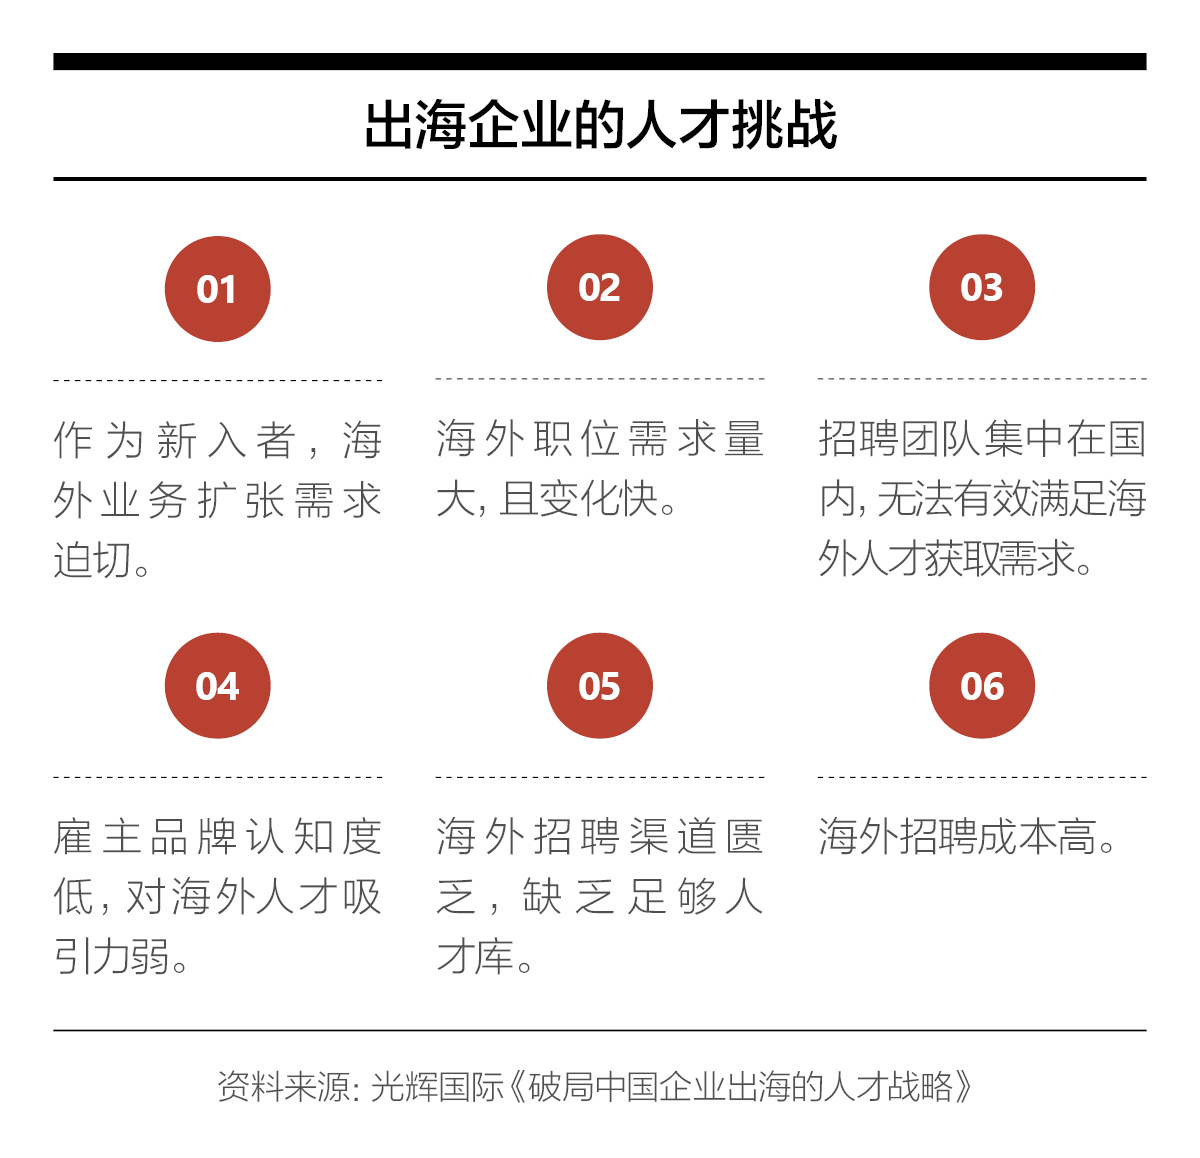 出海企业的人才挑战
01
作为新入者，海
外业务扩张需求
迫切。
02
海外职位需求量
大，且变化快。
03
招聘团队集中在国
内，无法有效满足海
外人才获取需求。
04
雇主品牌认知度
低，对海外人才吸
引力弱。
05
海外招聘渠道匮
乏，缺乏足够人
才库。
06
海外招聘成本高。
资料来源：光辉国际《破局中国企业出海的人才战略》